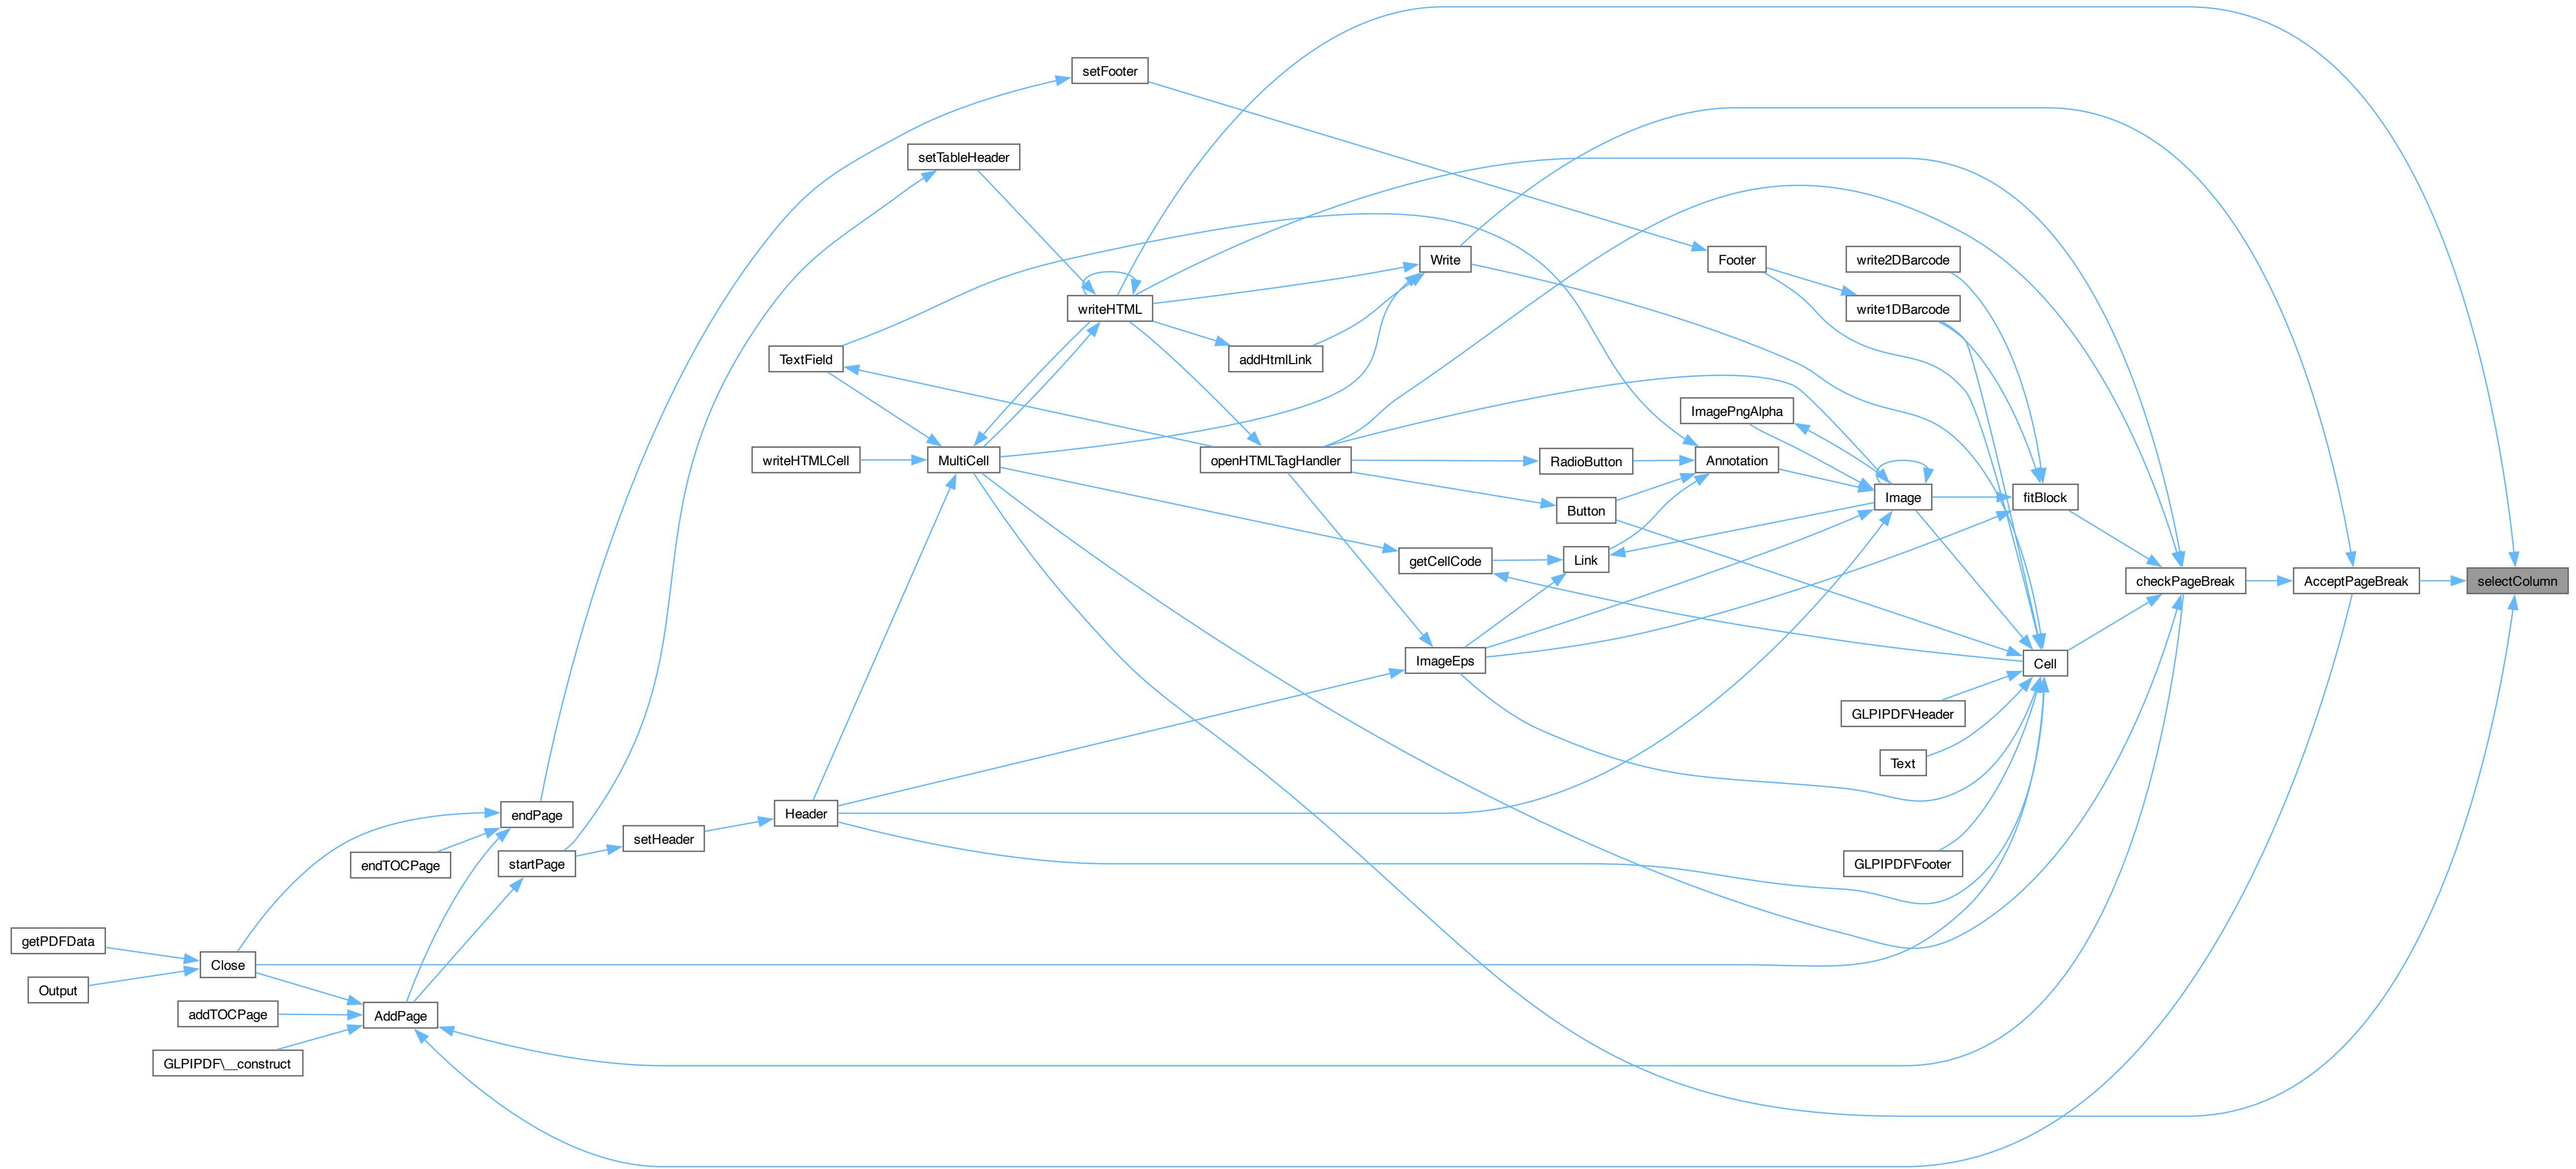 setFooter
setTableHeader
Write
Footer
write2DBarcode
writeHTML
write1DBarcode
TextField
addHtmlLink
ImagePngAlpha
writeHTMLCell
MultiCell
openHTMLTagHandler
RadioButton
Annotation
Image
fitBlock
Button
getCellCode
Link
checkPageBreak
AcceptPageBreak
selectColumn
ImageEps
Cell
GLPIPDF\Header
Text
endPage
Header
setHeader
endTOCPage
startPage
GLPIPDF\Footer
getPDFData
Close
Output
addTOCPage
AddPage
GLPIPDF\__construct